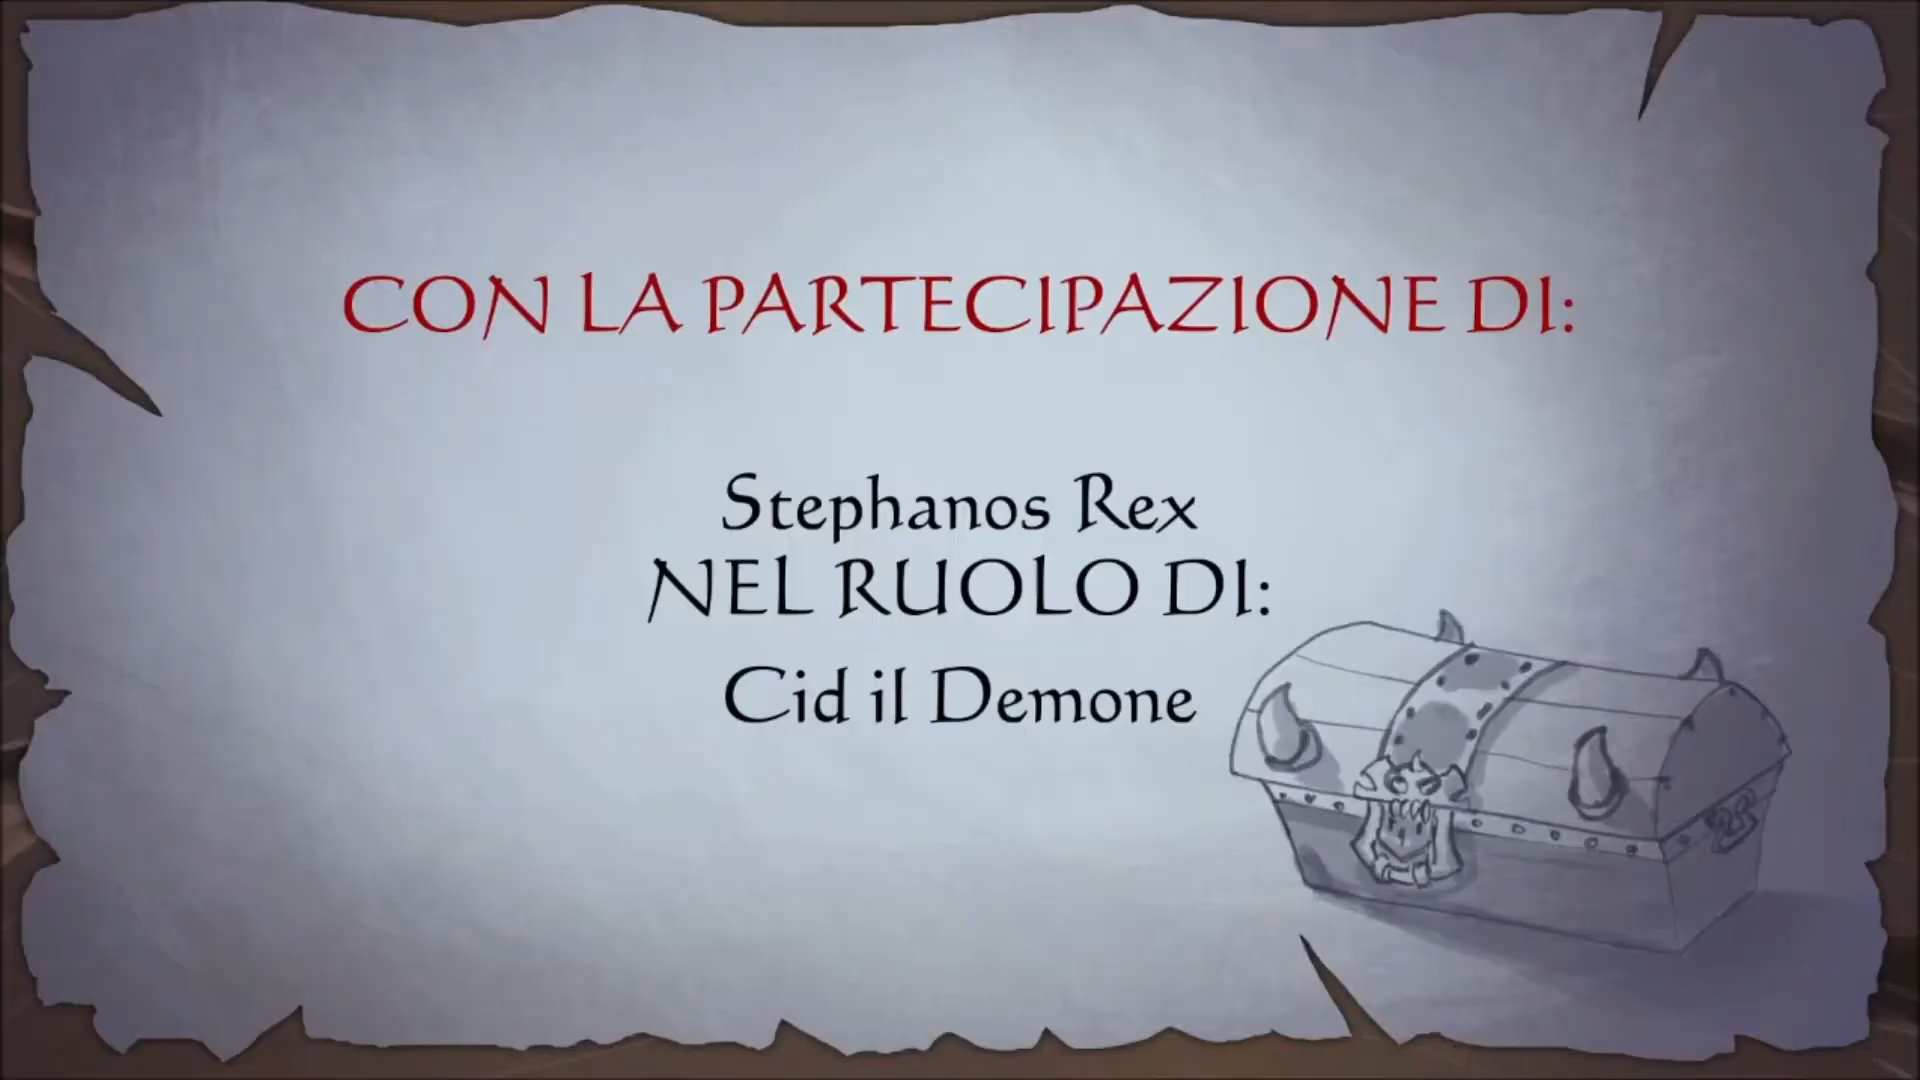 CON LA PARTECIPAZIONE DI:
Stephanos Rex
NEL RUOLO DI:
Cid il Demone